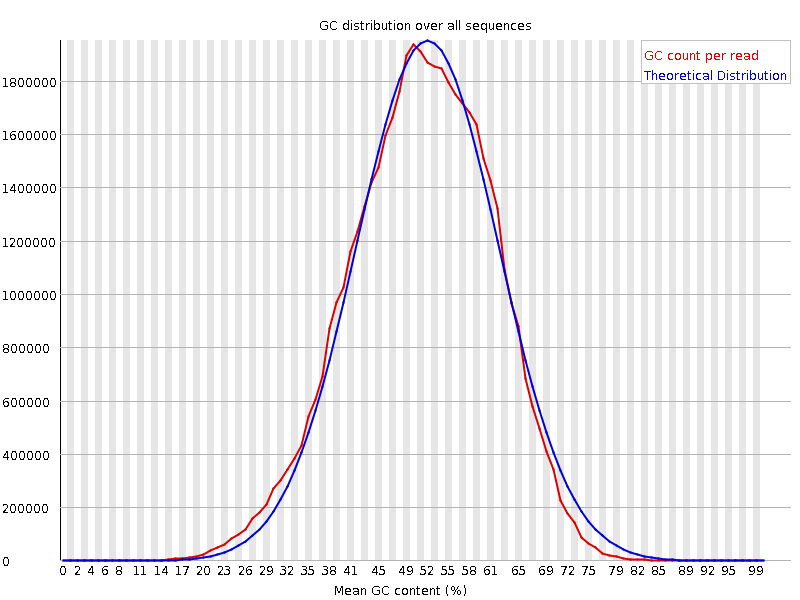 GC distribution over all sequences
GC count per read
Theoretical Distribution
1800000
1600000
1400000
1200000
1000000
800000
600000
400000
200000
0
0 2 4 6 8 11 14 17 20 23 26 29 32 35 38 41 45 49 52 55 58 61 65 69 72 75 79 82 85 89 92 95 99
Mean GC content (%)